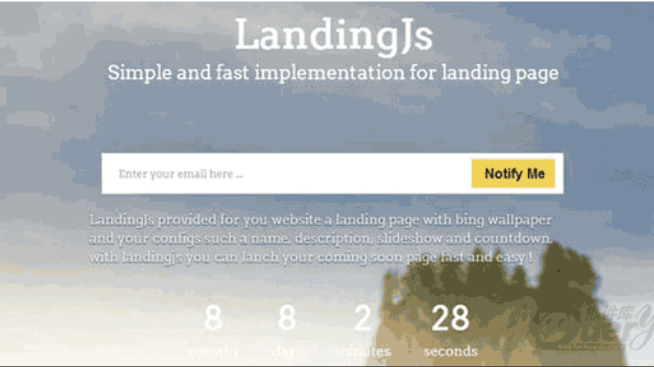 LandingJs
Simple and fast implementation for landing page
Enter your email here ...
Notify Me
LandingJs provided for you website a landing page with bing wallpaper
and your configs such a name, description, slideshow and countdown.
with landingjs you can lanch your coming soon page fast and easy !
8 8 2 28
months days minutes seconds